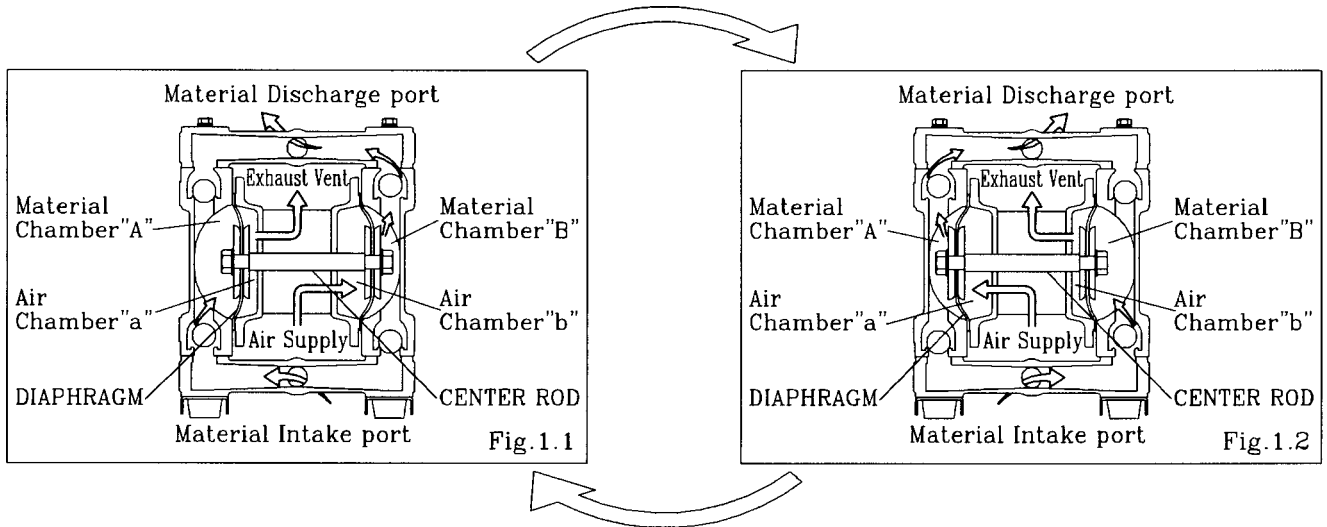 Material Discharge port
Exhaust Vent
Material
Chamber"A"
Material
Chamber"B"
Air
Chamber"a"
Air
Chamber"b"
Air Supply
DIAPHRAGM
CENTER ROD
Material Intake port
Fig.1.1
Material Discharge port
Exhaust Vent
Material
Chamber"A"
Material
Chamber"B"
Air
Chamber"a"
Air
Chamber"b"
Air Supply
DIAPHRAGM
CENTER ROD
Material Intake port
Fig.1.2